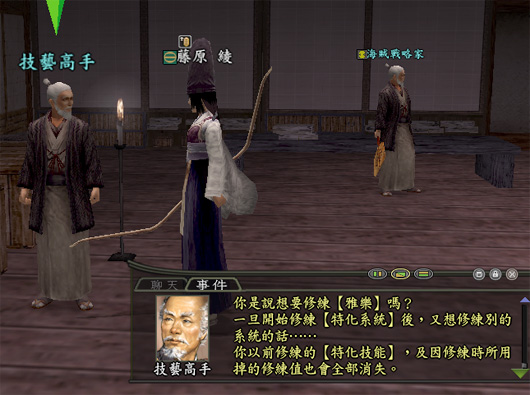 技藝高手
藤原 綾
海賊戰略家
聊天 事件
你是說想要修練【雅樂】嗎？
一旦開始修練【特化系統】後，又想修練別的
系統的話……
你以前修練的【特化技能】，及因修練時所用
掉的修練值也會全部消失。
技藝高手